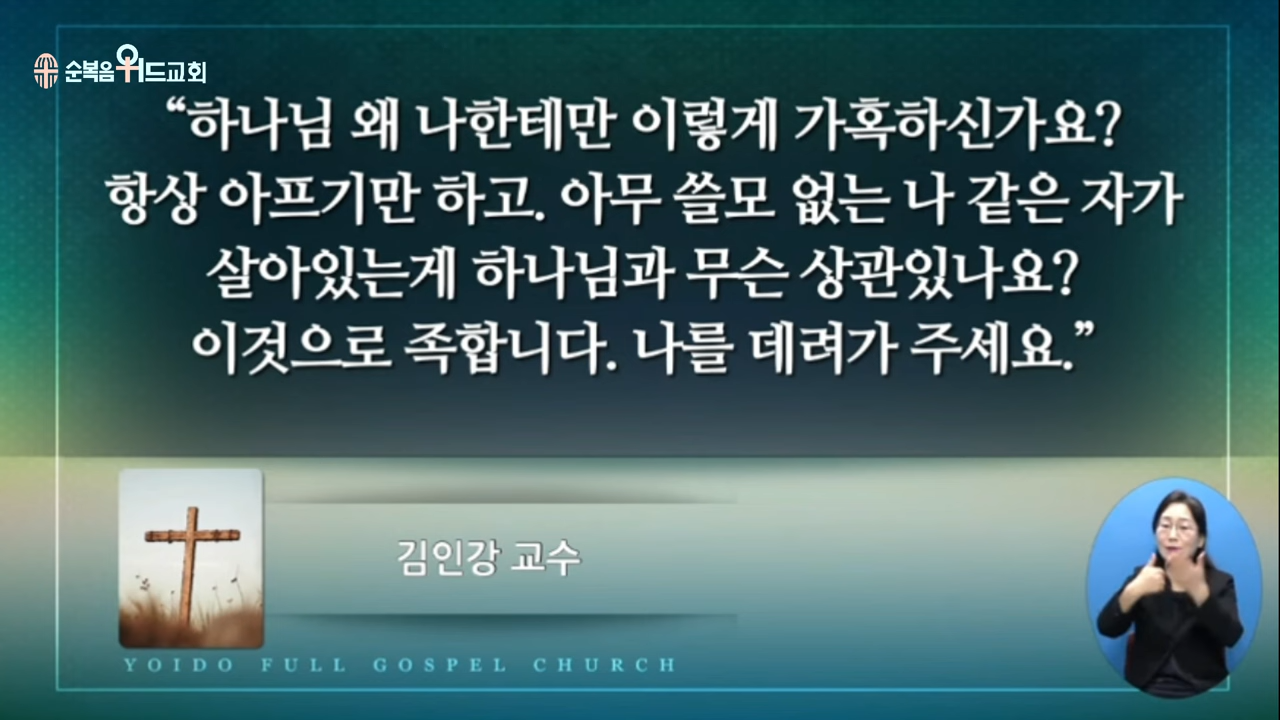 순복음위드교회
“하나님 왜 나한테만 이렇게 가혹하신가요?
항상 아프기만 하고. 아무 쓸모 없는 나 같은 자가
살아있는게 하나님과 무슨 상관있나요?
이것으로 족합니다. 나를 데려가 주세요.”
김인강 교수
YOIDO FULL GOSPEL CHURCH